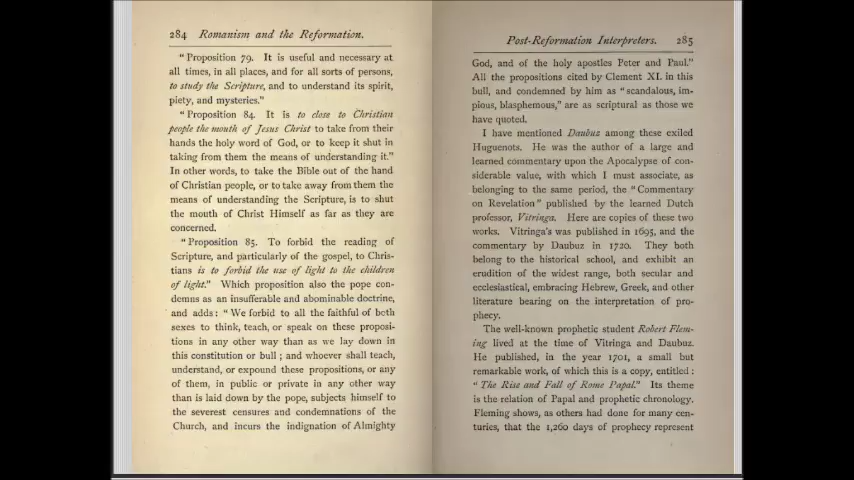 284 Romanism and the Reformation.
"Proposition 79. It is useful and necessary at
all times, in all places, and for all sorts of persons,
to study the Scripture, and to understand its spirit,
piety, and mysteries."
"Proposition 84. It is to close to Christian
people the mouth of Jesus Christ to take from their
hands the holy word of God, or to keep it shut in
taking from them the means of understanding it."
In other words, to take the Bible out of the hand
of Christian people, or to take away from them the
means of understanding the Scripture, is to shut
the mouth of Christ Himself as far as they are
concerned.
"Proposition 85. To forbid the reading of
Scripture, and particularly of the gospel, to Chris-
tians is to forbid the use of light to the children
of light." Which proposition also the pope con-
demns as an insufferable and abominable doctrine,
and adds: "We forbid to all the faithful of both
sexes to think, teach, or speak on these proposi-
tions in any other way than as we lay down in
this constitution or bull; and whoever shall teach,
understand, or expound these propositions, or any
of them, in public or private in any other way
than is laid down by the pope, subjects himself to
the severest censures and condemnations of the
Church, and incurs the indignation of Almighty
Post-Reformation Interpreters. 285
God, and of the holy apostles Peter and Paul."
All the propositions cited by Clement XI. in this
bull, and condemned by him as "scandalous, im-
pious, blasphemous," are as scriptural as those we
have quoted.
I have mentioned Daubuz among these exiled
Huguenots. He was the author of a large and
learned commentary upon the Apocalypse of con-
siderable value, with which I must associate, as
belonging to the same period, the "Commentary
on Revelation" published by the learned Dutch
professor, Vitringa. Here are copies of these two
works. Vitringa's was published in 1695, and the
commentary by Daubuz in 1720. They both
belong to the historical school, and exhibit an
erudition of the widest range, both secular and
ecclesiastical, embracing Hebrew, Greek, and other
literature bearing on the interpretation of pro-
phecy.
The well-known prophetic student Robert Flem-
ing lived at the time of Vitringa and Daubuz.
He published, in the year 1701, a small but
remarkable work, of which this is a copy, entitled:
"The Rise and Fall of Rome Papal." Its theme
is the relation of Papal and prophetic chronology.
Fleming shows, as others had done for many cen-
turies, that the 1,260 days of prophecy represent